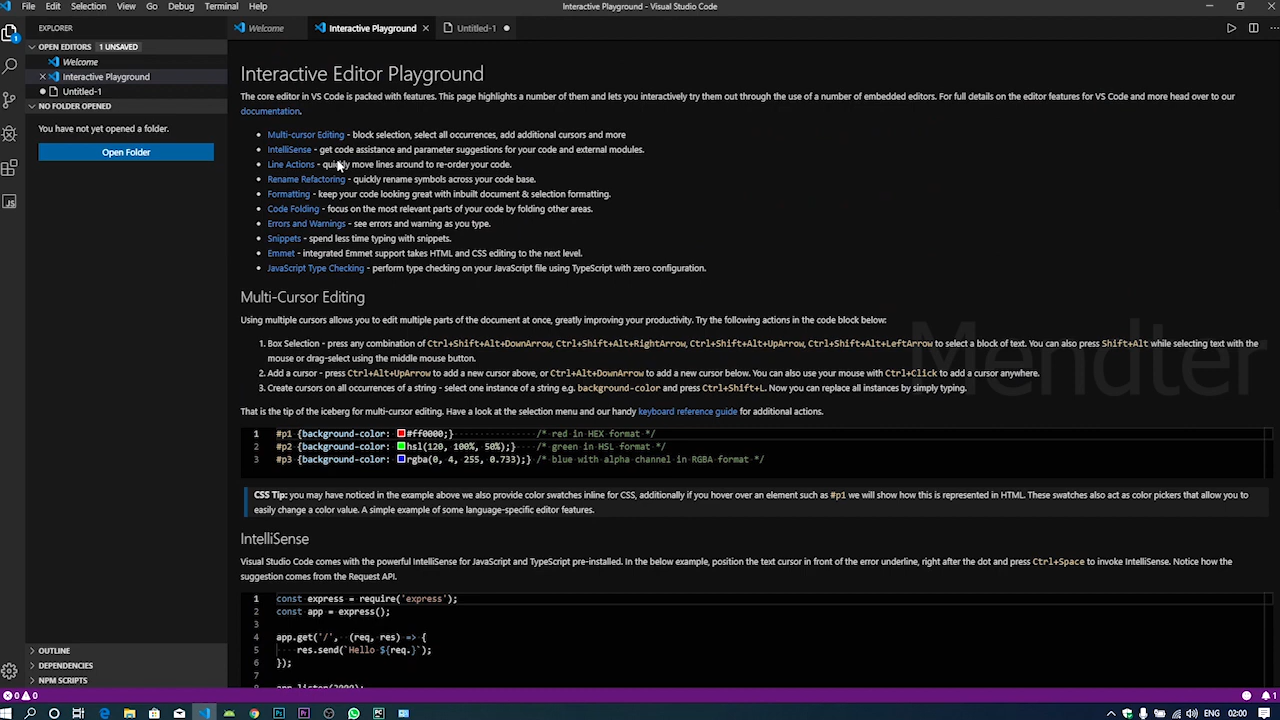 File Edit Selection View Go Debug Terminal Help
Interactive Playground - Visual Studio Code
EXPLORER
Welcome
Interactive Playground
Untitled-1
OPEN EDITORS 1 UNSAVED
Welcome
Interactive Playground
Untitled-1
NO FOLDER OPENED
You have not yet opened a folder.
Open Folder
OUTLINE
DEPENDENCIES
NPM SCRIPTS
Interactive Editor Playground
The core editor in VS Code is packed with features. This page highlights a number of them and lets you interactively try them out through the use of a number of embedded editors. For full details on the editor features for VS Code and more head over to our
documentation.
Multi-cursor Editing - block selection, select all occurrences, add additional cursors and more
IntelliSense - get code assistance and parameter suggestions for your code and external modules.
Line Actions - quickly move lines around to re-order your code.
Rename Refactoring - quickly rename symbols across your code base.
Formatting - keep your code looking great with inbuilt document & selection formatting.
Code Folding - focus on the most relevant parts of your code by folding other areas.
Errors and Warnings - see errors and warning as you type.
Snippets - spend less time typing with snippets.
Emmet - integrated Emmet support takes HTML and CSS editing to the next level.
JavaScript Type Checking - perform type checking on your JavaScript file using TypeScript with zero configuration.
Multi-Cursor Editing
Using multiple cursors allows you to edit multiple parts of the document at once, greatly improving your productivity. Try the following actions in the code block below:
1. Box Selection - press any combination of Ctrl+Shift+Alt+DownArrow, Ctrl+Shift+Alt+RightArrow, Ctrl+Shift+Alt+UpArrow, Ctrl+Shift+Alt+LeftArrow to select a block of text. You can also press Shift+Alt while selecting text with the
mouse or drag-select using the middle mouse button.
2. Add a cursor - press Ctrl+Alt+UpArrow to add a new cursor above, or Ctrl+Alt+DownArrow to add a new cursor below. You can also use your mouse with Ctrl+Click to add a cursor anywhere.
3. Create cursors on all occurrences of a string - select one instance of a string e.g. background-color and press Ctrl+Shift+L. Now you can replace all instances by simply typing.
Mendter
That is the tip of the iceberg for multi-cursor editing. Have a look at the selection menu and our handy keyboard reference guide for additional actions.
1 #p1 {background-color: #ff0000;} /* red in HEX format */
2 #p2 {background-color: hsl(120, 100%, 50%);} /* green in HSL format */
3 #p3 {background-color: rgba(0, 4, 255, 0.733);} /* blue with alpha channel in RGBA format */
CSS Tip: you may have noticed in the example above we also provide color swatches inline for CSS, additionally if you hover over an element such as #p1 we will show how this is represented in HTML. These swatches also act as color pickers that allow you to
easily change a color value. A simple example of some language-specific editor features.
IntelliSense
Visual Studio Code comes with the powerful IntelliSense for JavaScript and TypeScript pre-installed. In the below example, position the text cursor in front of the error underline, right after the dot and press Ctrl+Space to invoke IntelliSense. Notice how the
suggestion comes from the Request API.
1 const express = require('express');
2 const app = express();
3
4 app.get('/', (req, res) => {
5 res.send(`Hello ${req.}`);
6 });
7
8 app.listen(3000);
0 0
1
ENG 02:00